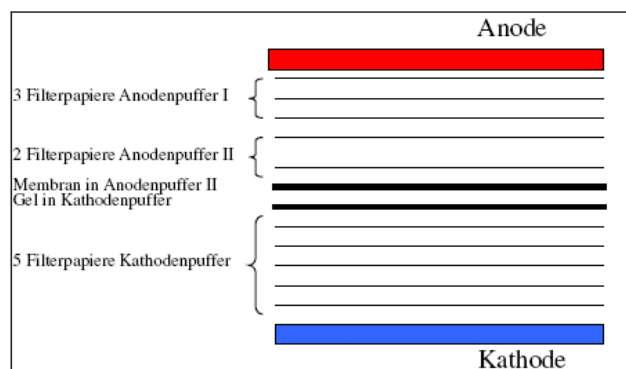 Anode
3 Filterpapiere Anodenpuffer I
2 Filterpapiere Anodenpuffer II
Membran in Anodenpuffer II
Gel in Kathodenpuffer
5 Filterpapiere Kathodenpuffer
Kathode